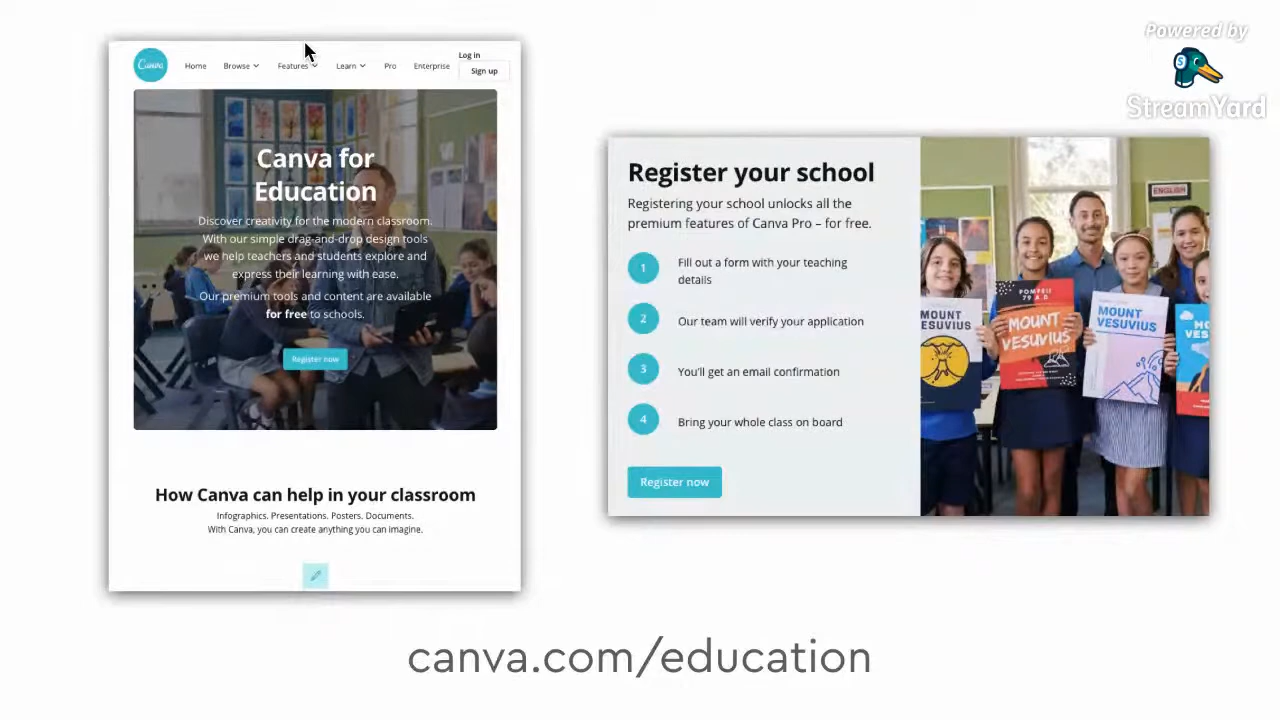 Powered by
StreamYard
Canva
Home
Browse
Features
Learn
Pro
Enterprise
Log in
Sign up
Canva for
Education
Discover creativity for the modern classroom.
With our simple drag-and-drop design tools
we help teachers and students explore and
express their learning with ease.
Our premium tools and content are available
for free to schools.
Register now
How Canva can help in your classroom
Infographics. Presentations. Posters. Documents.
With Canva, you can create anything you can imagine.
Register your school
Registering your school unlocks all the
premium features of Canva Pro – for free.
1
Fill out a form with your teaching
details
2
Our team will verify your application
3
You'll get an email confirmation
4
Bring your whole class on board
Register now
ENGLISH
MOUNT
VESUVIUS
POMPEII
79 A.D.
MOUNT
VESUVIUS
MOUNT
VESUVIUS
canva.com/education